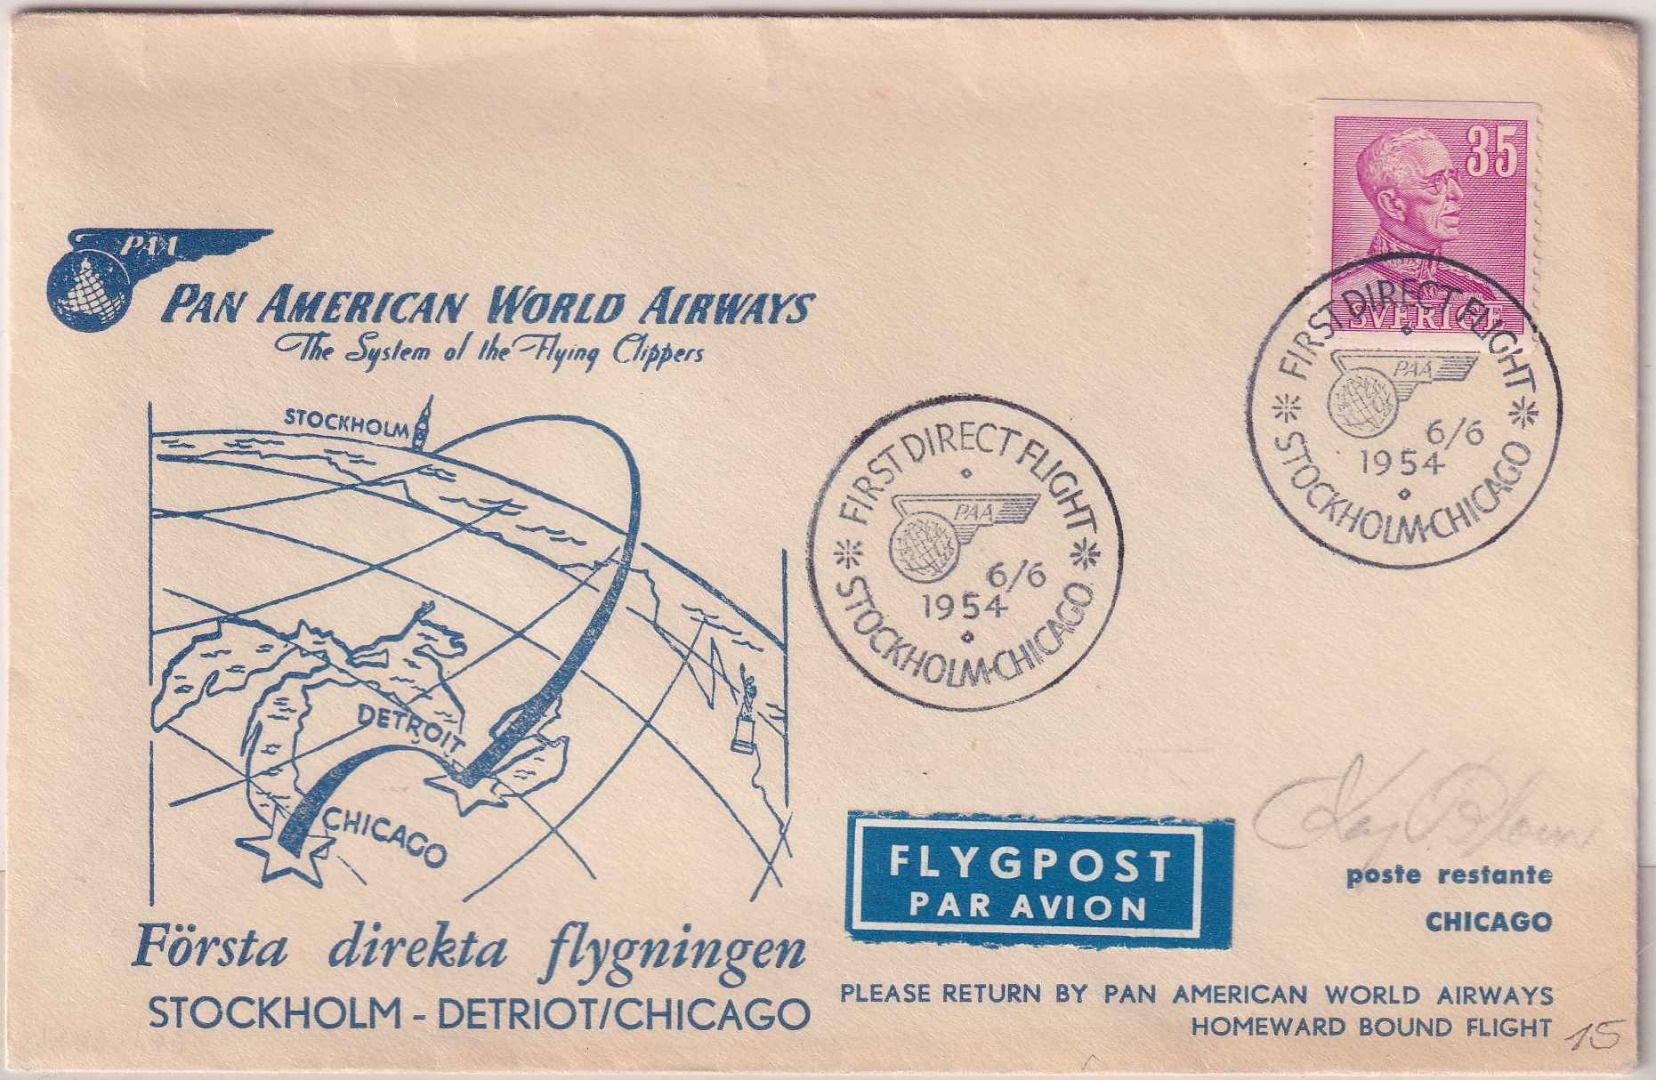 35
SVERIGE
PAA
PAN AMERICAN WORLD AIRWAYS
The System of the Flying Clippers
FIRST DIRECT FLIGHT
PAA
6/6
1954
STOCKHOLM-CHICAGO
FIRST DIRECT FLIGHT
PAA
6/6
1954
STOCKHOLM-CHICAGO
STOCKHOLM
DETROIT
CHICAGO
FLYGPOST
PAR AVION
poste restante
CHICAGO
Första direkta flygningen
STOCKHOLM - DETRIOT/CHICAGO
PLEASE RETURN BY PAN AMERICAN WORLD AIRWAYS
HOMEWARD BOUND FLIGHT
15